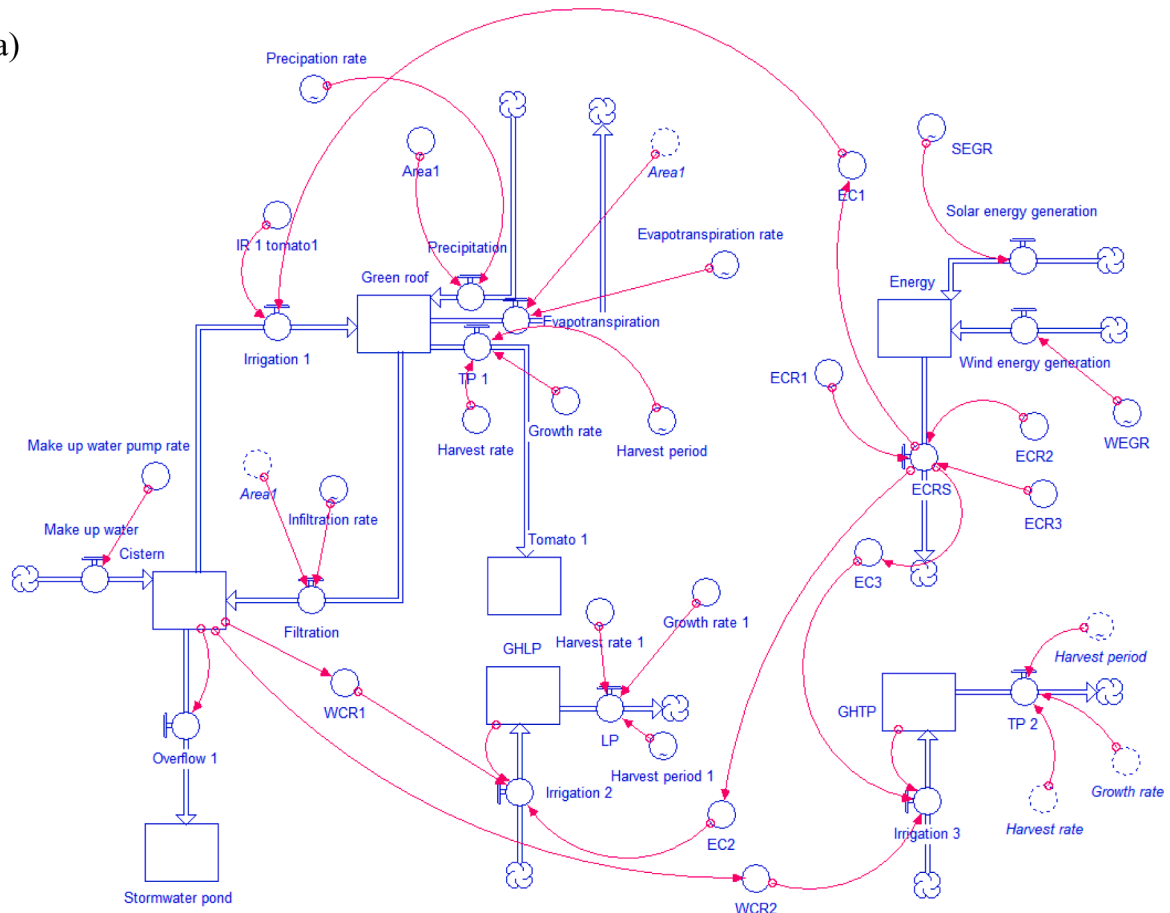 a)
Precipation rate
Area1
Area1
SEGR
EC1
Solar energy generation
IR 1 tomato1
Precipitation
Evapotranspiration rate
Green roof
Energy
Evapotranspiration
Irrigation 1
Wind energy generation
TP 1
ECR1
Harvest rate
Growth rate
Harvest period
ECR2
WEGR
Make up water pump rate
Area1
Infiltration rate
ECRS
ECR3
Make up water
Cistern
Tomato 1
EC3
Filtration
Harvest rate 1
Growth rate 1
GHLP
Harvest period
WCR1
GHTP
TP 2
LP
Overflow 1
Harvest period 1
Irrigation 2
Growth rate
EC2
Irrigation 3
Harvest rate
Stormwater pond
WCR2